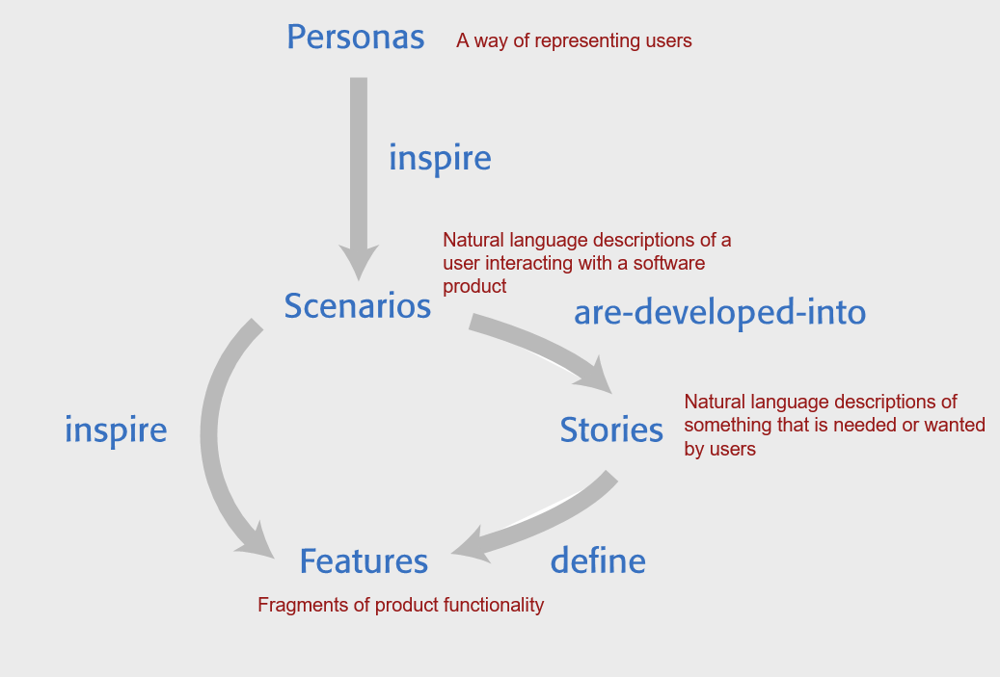 Personas
A way of representing users
inspire
Natural language descriptions of a
user interacting with a software
product
Scenarios
are-developed-into
inspire
Stories
Natural language descriptions of
something that is needed or wanted
by users
Features
define
Fragments of product functionality